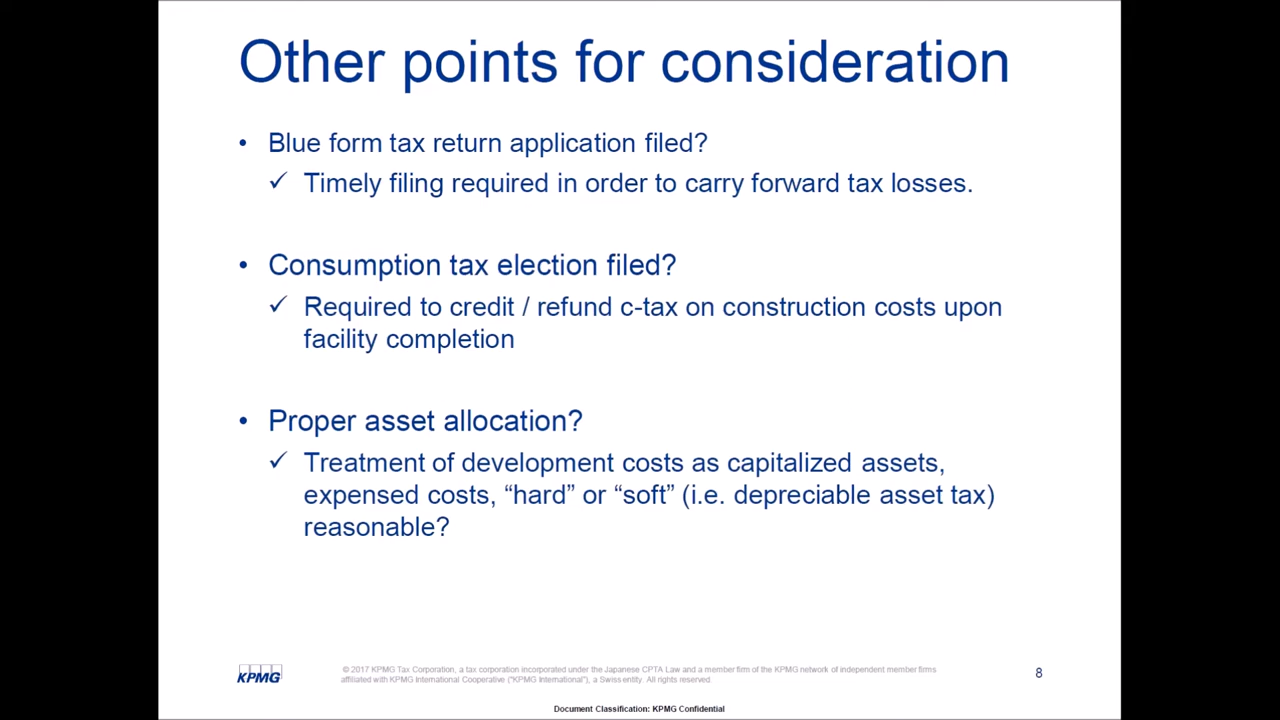 Other points for consideration
• Blue form tax return application filed?
✓ Timely filing required in order to carry forward tax losses.
• Consumption tax election filed?
✓ Required to credit / refund c-tax on construction costs upon
facility completion
• Proper asset allocation?
✓ Treatment of development costs as capitalized assets,
expensed costs, “hard” or “soft” (i.e. depreciable asset tax)
reasonable?
KPMG
© 2017 KPMG Tax Corporation, a tax corporation incorporated under the Japanese CPTA Law and a member firm of the KPMG network of independent member firms
affiliated with KPMG International Cooperative (“KPMG International”), a Swiss entity. All rights reserved.
8
Document Classification: KPMG Confidential